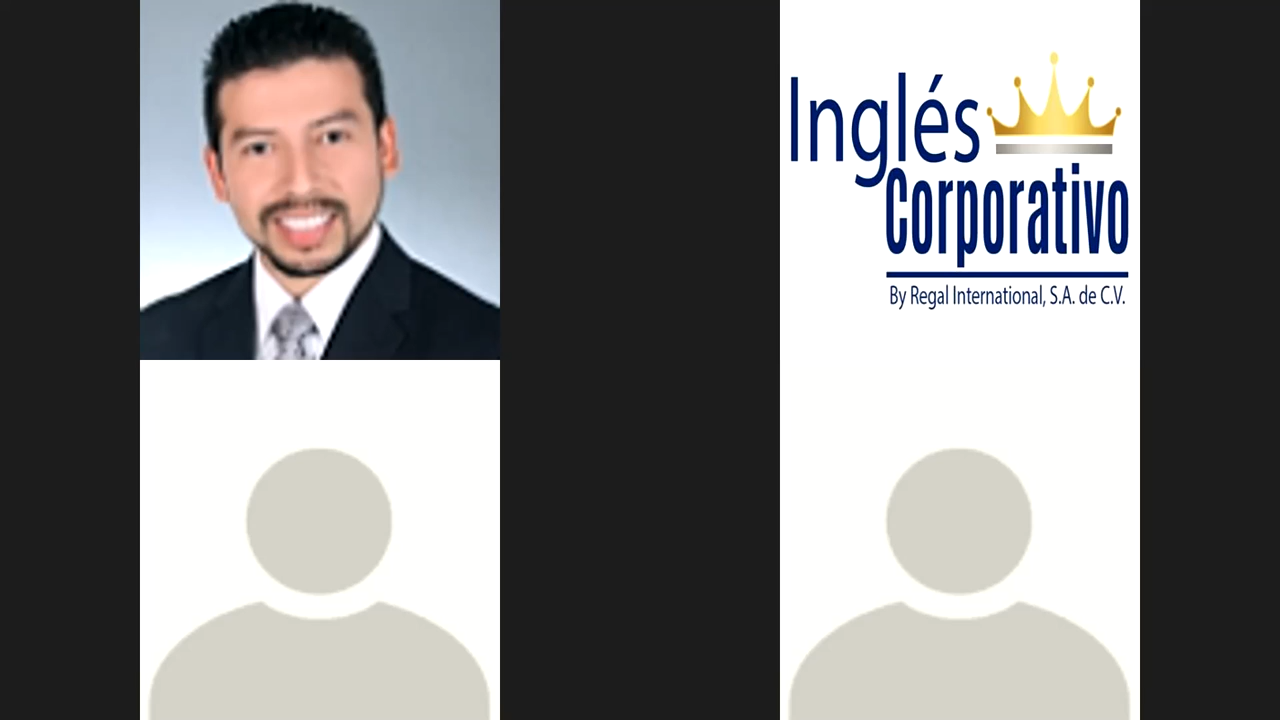 Inglés
Corporativo
By Regal International, S.A. de C.V.